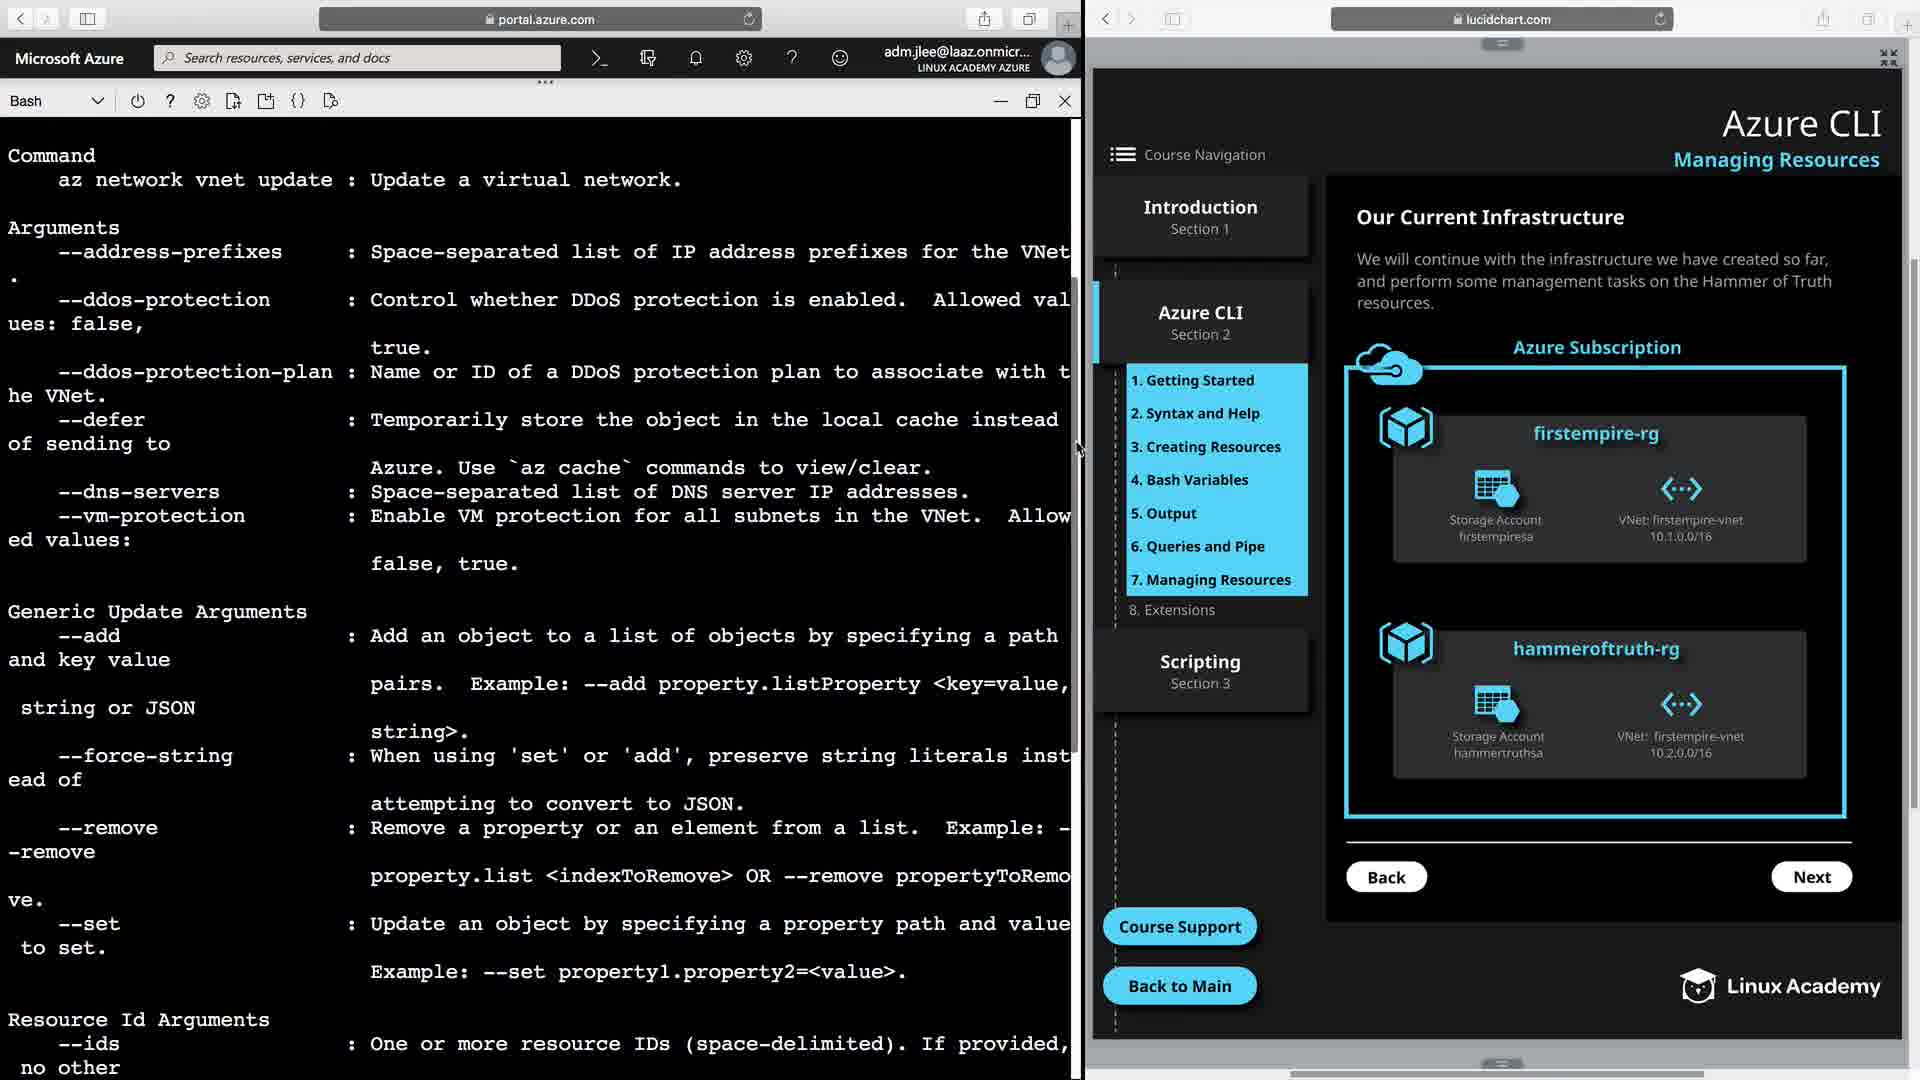 portal.azure.com
Microsoft Azure
Search resources, services, and docs
adm.jlee@laaz.onmicr...
LINUX ACADEMY AZURE
Bash
Command
az network vnet update : Update a virtual network.
Arguments
--address-prefixes : Space-separated list of IP address prefixes for the VNet
.
--ddos-protection : Control whether DDoS protection is enabled. Allowed val
ues: false,
true.
--ddos-protection-plan : Name or ID of a DDoS protection plan to associate with t
he VNet.
--defer : Temporarily store the object in the local cache instead
of sending to
Azure. Use `az cache` commands to view/clear.
--dns-servers : Space-separated list of DNS server IP addresses.
--vm-protection : Enable VM protection for all subnets in the VNet. Allow
ed values:
false, true.
Generic Update Arguments
--add : Add an object to a list of objects by specifying a path
and key value
pairs. Example: --add property.listProperty <key=value,
string or JSON
string>.
--force-string : When using 'set' or 'add', preserve string literals inst
ead of
attempting to convert to JSON.
--remove : Remove a property or an element from a list. Example: -
-remove
property.list <indexToRemove> OR --remove propertyToRemo
ve.
--set : Update an object by specifying a property path and value
to set.
Example: --set property1.property2=<value>.
Resource Id Arguments
--ids : One or more resource IDs (space-delimited). If provided,
no other
lucidchart.com
Azure CLI
Managing Resources
Course Navigation
Introduction
Section 1
Azure CLI
Section 2
1. Getting Started
2. Syntax and Help
3. Creating Resources
4. Bash Variables
5. Output
6. Queries and Pipe
7. Managing Resources
8. Extensions
Scripting
Section 3
Course Support
Back to Main
Our Current Infrastructure
We will continue with the infrastructure we have created so far,
and perform some management tasks on the Hammer of Truth
resources.
Azure Subscription
firstempire-rg
Storage Account
firstempiresa
VNet: firstempire-vnet
10.1.0.0/16
hammeroftruth-rg
Storage Account
hammertruthsa
VNet: firstempire-vnet
10.2.0.0/16
Back
Next
Linux Academy